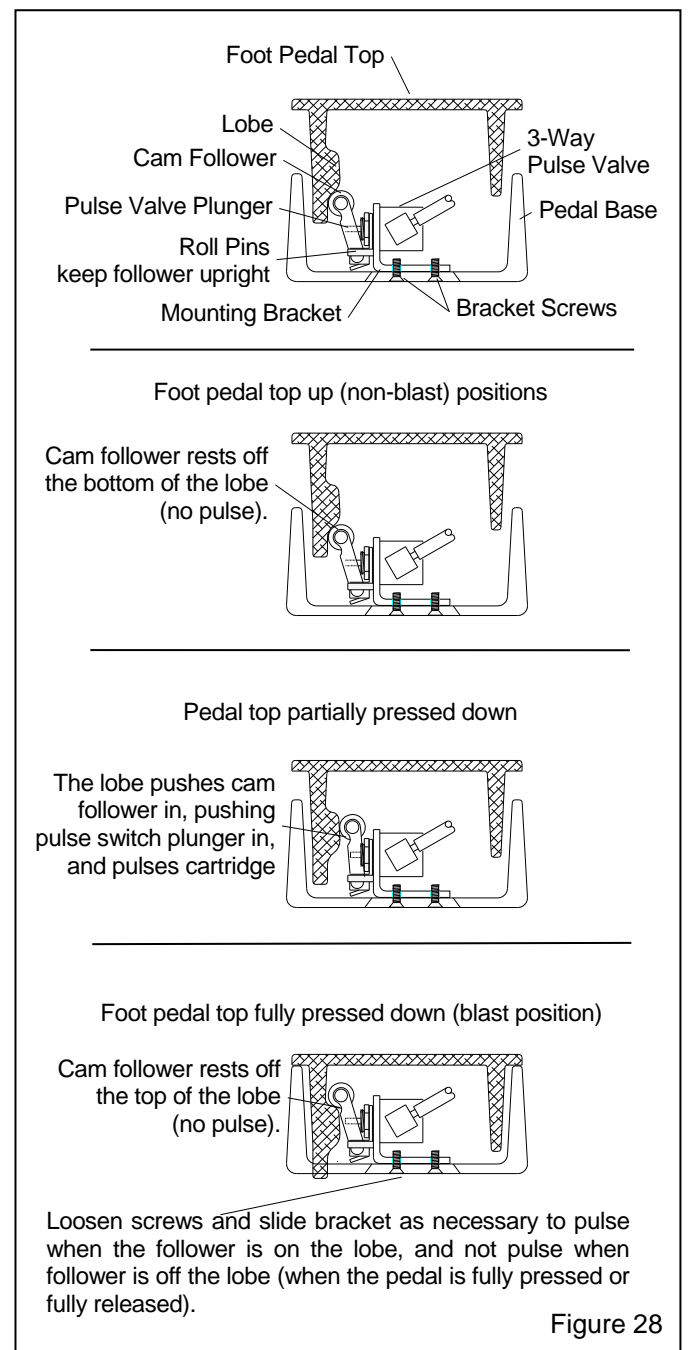 Foot Pedal Top
Lobe
Cam Follower
Pulse Valve Plunger
Roll Pins
keep follower upright
Mounting Bracket
3-Way
Pulse Valve
Pedal Base
Bracket Screws
Foot pedal top up (non-blast) positions
Cam follower rests off
the bottom of the lobe
(no pulse).
Pedal top partially pressed down
The lobe pushes cam
follower in, pushing
pulse switch plunger in,
and pulses cartridge
Foot pedal top fully pressed down (blast position)
Cam follower rests off
the top of the lobe
(no pulse).
Loosen screws and slide bracket as necessary to pulse
when the follower is on the lobe, and not pulse when
follower is off the lobe (when the pedal is fully pressed or
fully released).
Figure 28